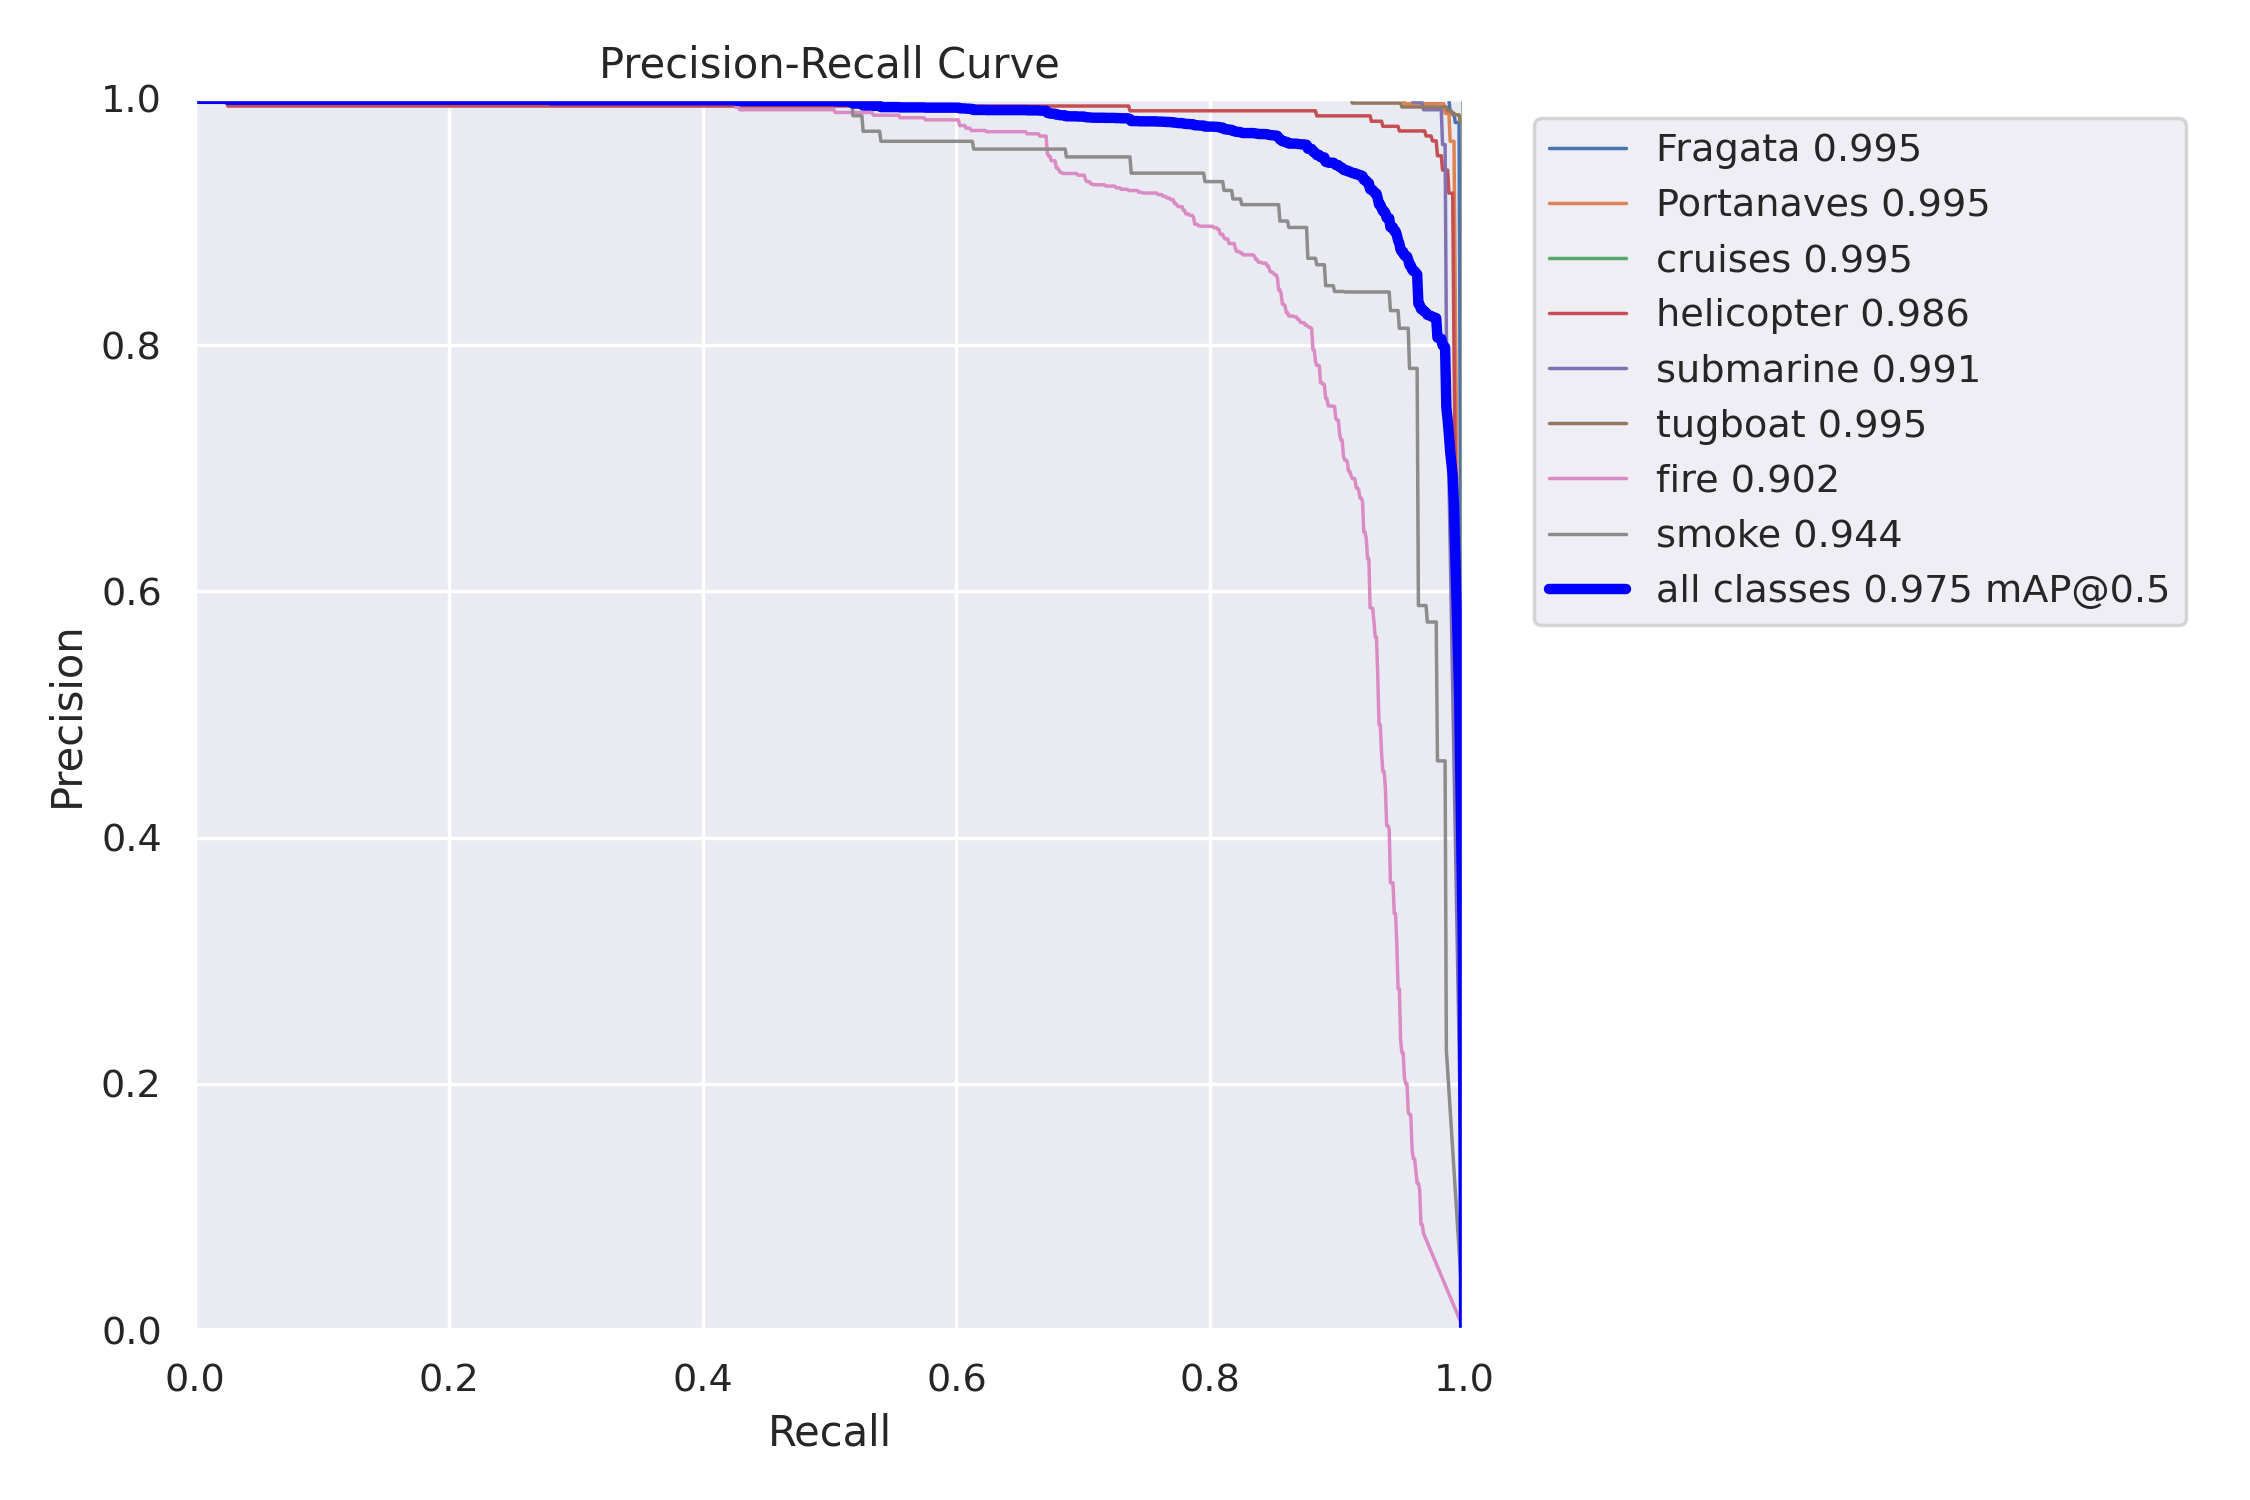 Precision-Recall Curve
1.0
0.8
0.6
0.4
0.2
0.0
Precision
0.0 0.2 0.4 0.6 0.8 1.0
Recall
Fragata 0.995
Portanaves 0.995
cruises 0.995
helicopter 0.986
submarine 0.991
tugboat 0.995
fire 0.902
smoke 0.944
all classes 0.975 mAP@0.5